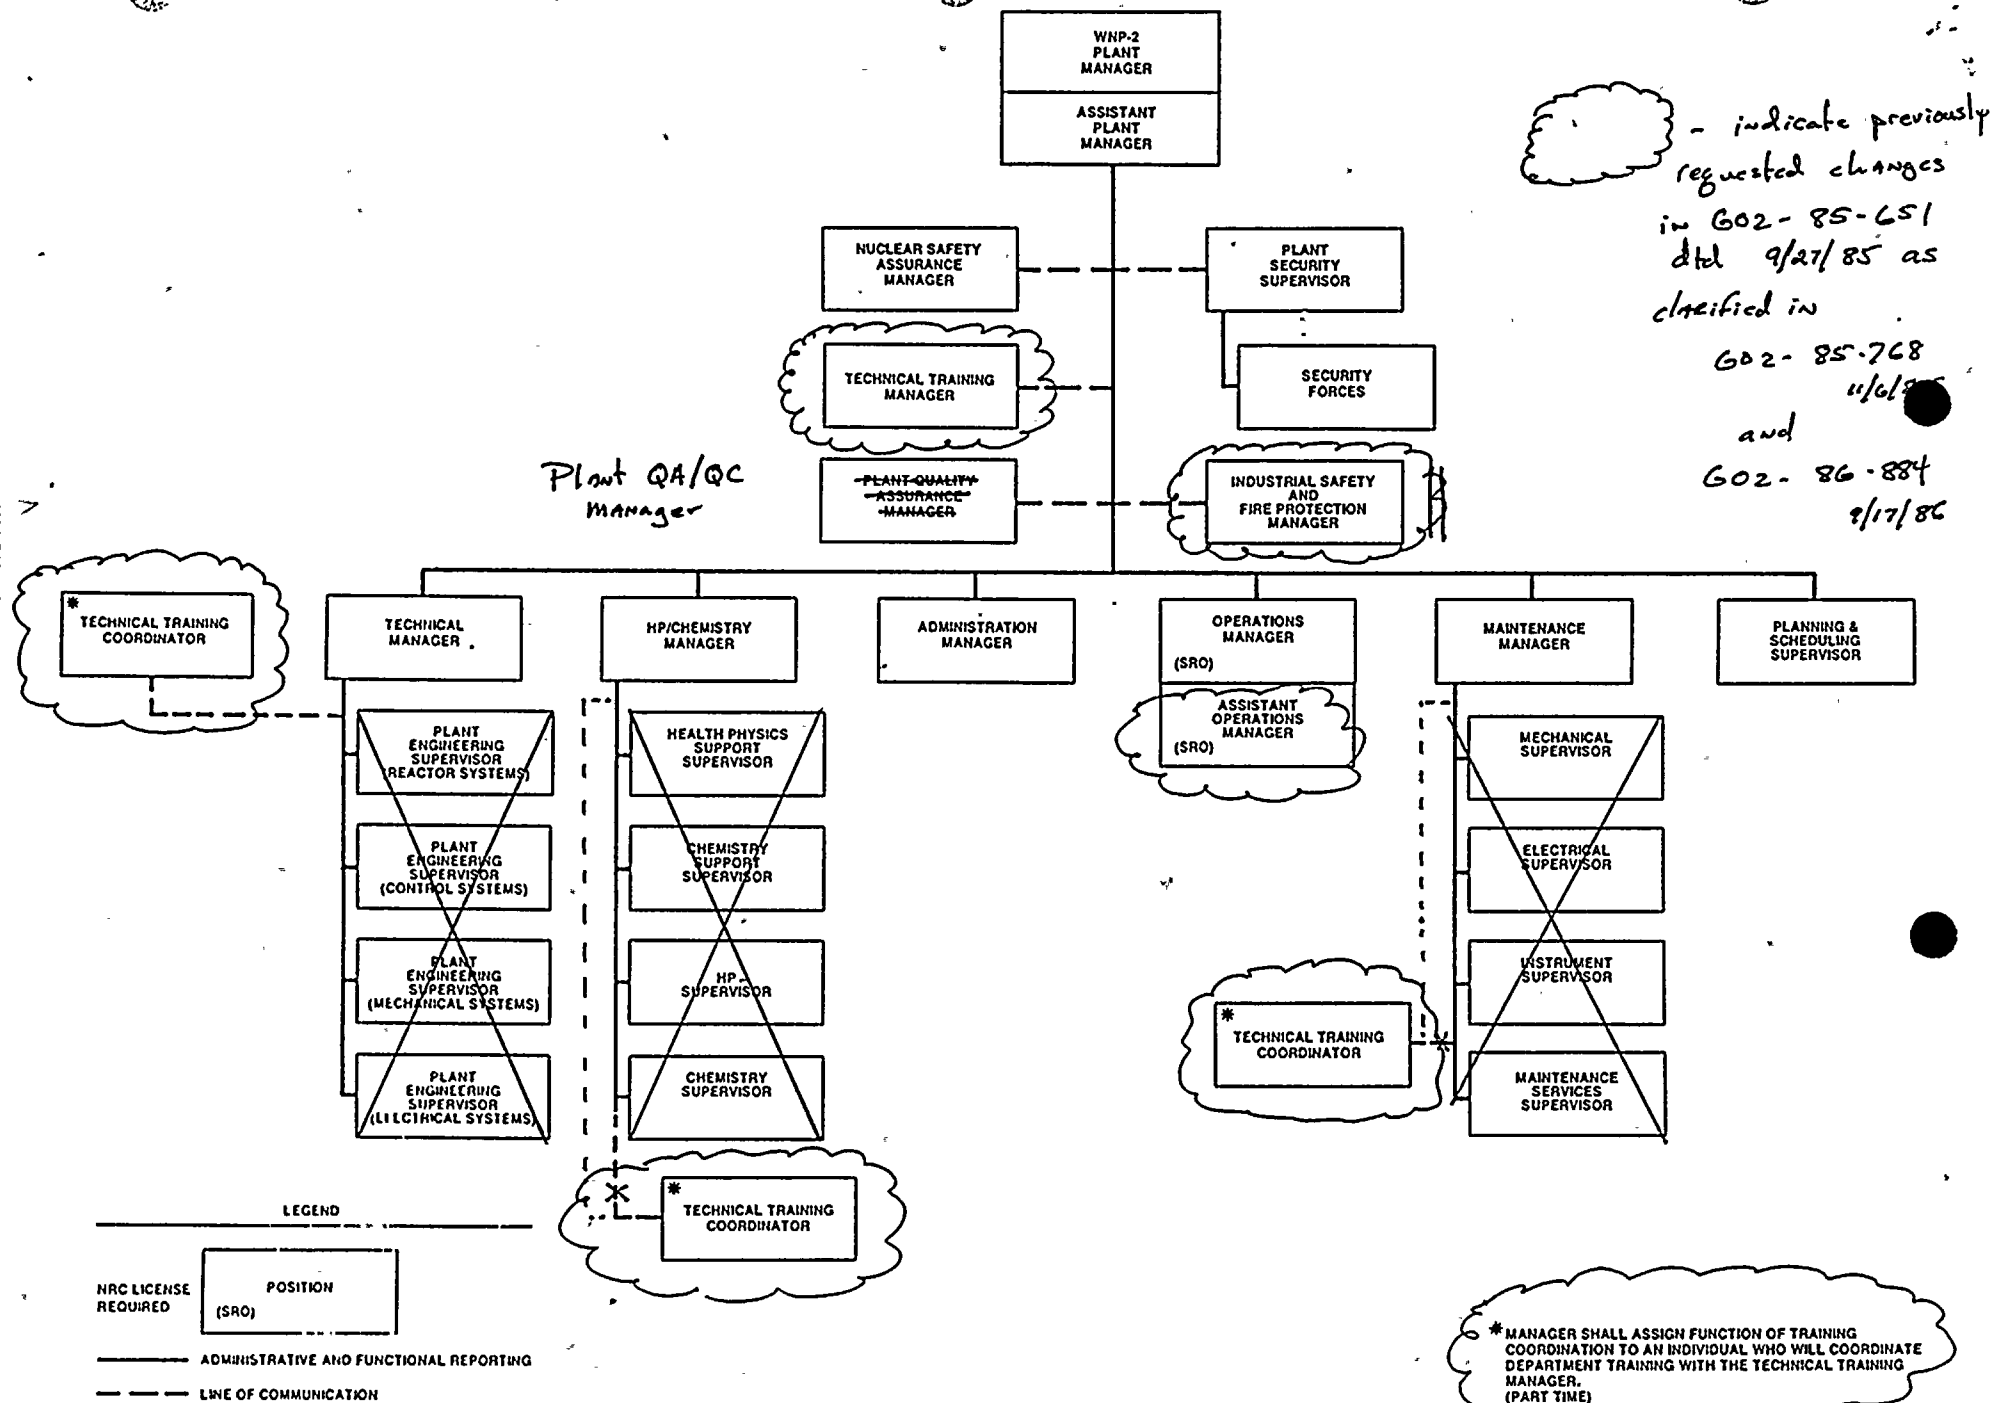 WNP-2
PLANT
MANAGER
ASSISTANT
PLANT
MANAGER
- indicate previously
requested changes
in GO2-85-651
dtd 9/27/85 as
clarified in
GO2-85-768
11/6/
and
GO2-86-884
9/17/86
NUCLEAR SAFETY
ASSURANCE
MANAGER
PLANT
SECURITY
SUPERVISOR
TECHNICAL TRAINING
MANAGER
SECURITY
FORCES
Plant QA/QC
Manager
PLANT QUALITY
ASSURANCE
MANAGER
INDUSTRIAL SAFETY
AND
FIRE PROTECTION
MANAGER
* TECHNICAL TRAINING
COORDINATOR
TECHNICAL
MANAGER
HP/CHEMISTRY
MANAGER
ADMINISTRATION
MANAGER
OPERATIONS
MANAGER
(SRO)
MAINTENANCE
MANAGER
PLANNING &
SCHEDULING
SUPERVISOR
ASSISTANT
OPERATIONS
MANAGER
(SRO)
PLANT
ENGINEERING
SUPERVISOR
(REACTOR SYSTEMS)
PLANT
ENGINEERING
SUPERVISOR
(CONTROL SYSTEMS)
PLANT
ENGINEERING
SUPERVISOR
(MECHANICAL SYSTEMS)
PLANT
ENGINEERING
SUPERVISOR
(ELECTRICAL SYSTEMS)
HEALTH PHYSICS
SUPPORT
SUPERVISOR
CHEMISTRY
SUPPORT
SUPERVISOR
HP
SUPERVISOR
CHEMISTRY
SUPERVISOR
* TECHNICAL TRAINING
COORDINATOR
MECHANICAL
SUPERVISOR
ELECTRICAL
SUPERVISOR
INSTRUMENT
SUPERVISOR
MAINTENANCE
SERVICES
SUPERVISOR
* TECHNICAL TRAINING
COORDINATOR
LEGEND
NRC LICENSE
REQUIRED
POSITION
(SRO)
ADMINISTRATIVE AND FUNCTIONAL REPORTING
LINE OF COMMUNICATION
* MANAGER SHALL ASSIGN FUNCTION OF TRAINING
COORDINATION TO AN INDIVIDUAL WHO WILL COORDINATE
DEPARTMENT TRAINING WITH THE TECHNICAL TRAINING
MANAGER.
(PART TIME)